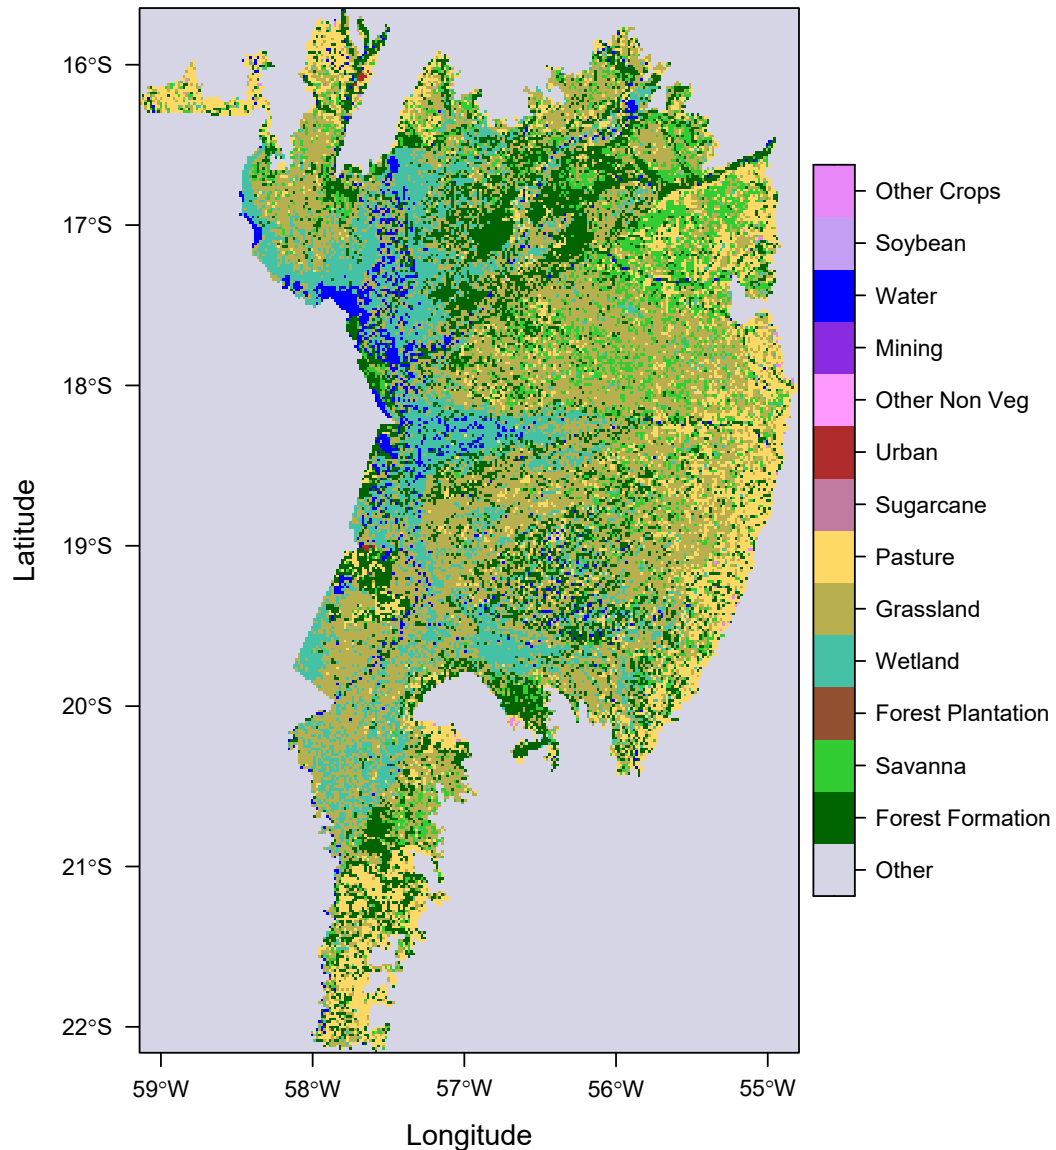 16°S
17°S
18°S
19°S
20°S
21°S
22°S
Latitude
59°W
58°W
57°W
56°W
55°W
Longitude
Other Crops
Soybean
Water
Mining
Other Non Veg
Urban
Sugarcane
Pasture
Grassland
Wetland
Forest Plantation
Savanna
Forest Formation
Other